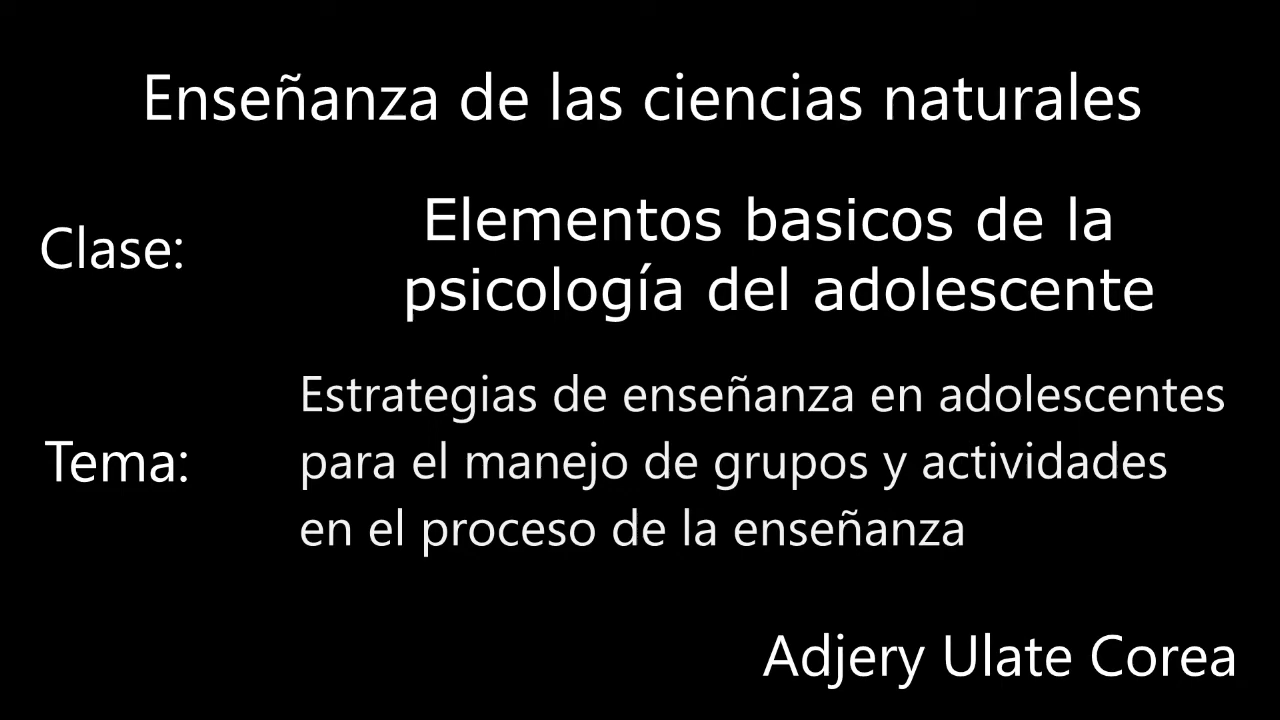 Enseñanza de las ciencias naturales
Clase:
Elementos basicos de la
psicología del adolescente
Tema:
Estrategias de enseñanza en adolescentes
para el manejo de grupos y actividades
en el proceso de la enseñanza
Adjery Ulate Corea